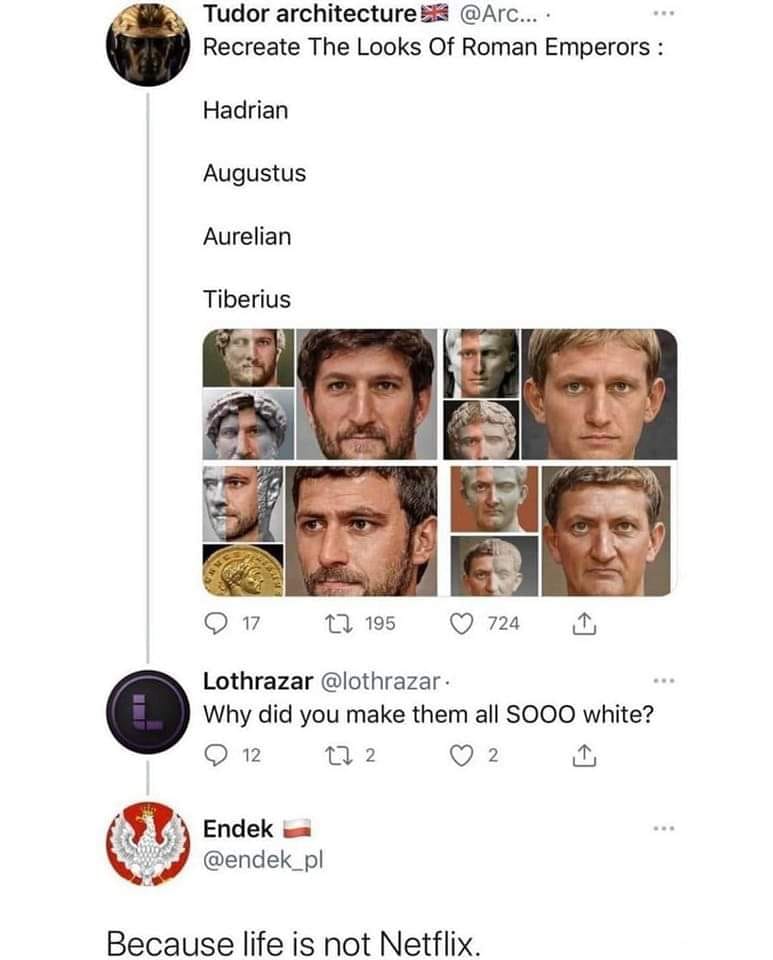 Tudor architecture🇬🇧 @Arc... ·
Recreate The Looks Of Roman Emperors :
Hadrian
Augustus
Aurelian
Tiberius
17 195 724
Lothrazar @lothrazar ·
Why did you make them all SOOO white?
12 2 2
Endek 🇵🇱
@endek_pl
Because life is not Netflix.